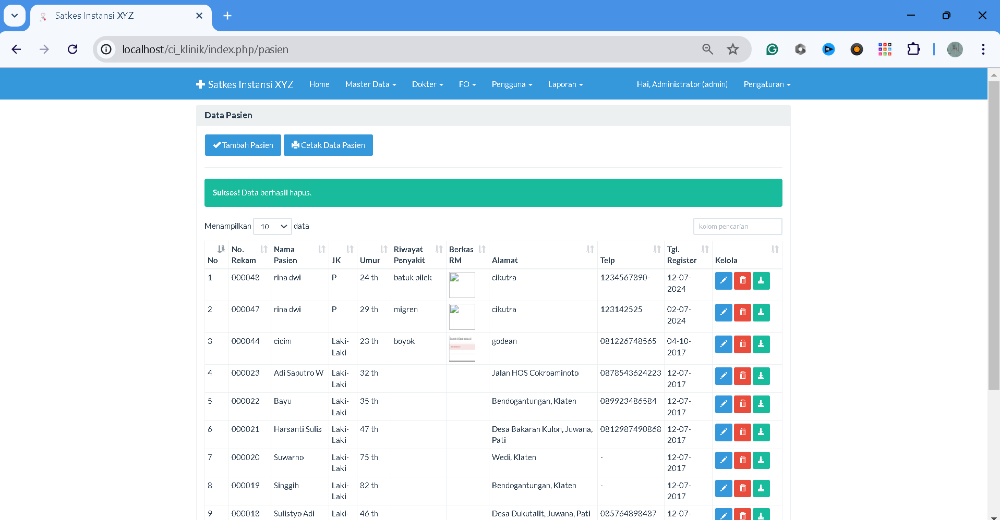 Satkes Instansi XYZ
localhost/ci_klinik/index.php/pasien
Satkes Instansi XYZ Home Master Data Dokter FO Pengguna Laporan Hai, Administrator (admin) Pengaturan
Data Pasien
Tambah Pasien Cetak Data Pasien
Sukses! Data berhasil hapus.
Menampilkan 10 data kolom pencarian
No No. Rekam Nama Pasien JK Umur Riwayat Penyakit Berkas RM Alamat Telp Tgl. Register Kelola
1 000048 rina dwi P 24 th batuk pilek cikutra 1234567890- 12-07-
2024
2 000047 rina dwi P 29 th migren cikutra 123142525 02-07-
2024
3 000044 cicim Laki- 23 th boyok godean 081226748565 04-10-
Laki 2017
4 000023 Adi Saputro W Laki- 32 th Jalan HOS Cokroaminoto 0878543624223 12-07-
Laki 2017
5 000022 Bayu Laki- 35 th Bendogantungan, Klaten 089923486584 12-07-
Laki 2017
6 000021 Harsanti Sulis Laki- 47 th Desa Bakaran Kulon, Juwana, 0812987490868 12-07-
Laki Pati 2017
7 000020 Suwarno Laki- 75 th Wedi, Klaten - 12-07-
Laki 2017
8 000019 Singgih Laki- 82 th Bendogantungan, Klaten - 12-07-
Laki 2017
9 000018 Sulistyo Adi Laki- 46 th Desa Dukutalit, Juwana, Pati 085764898487 12-07-